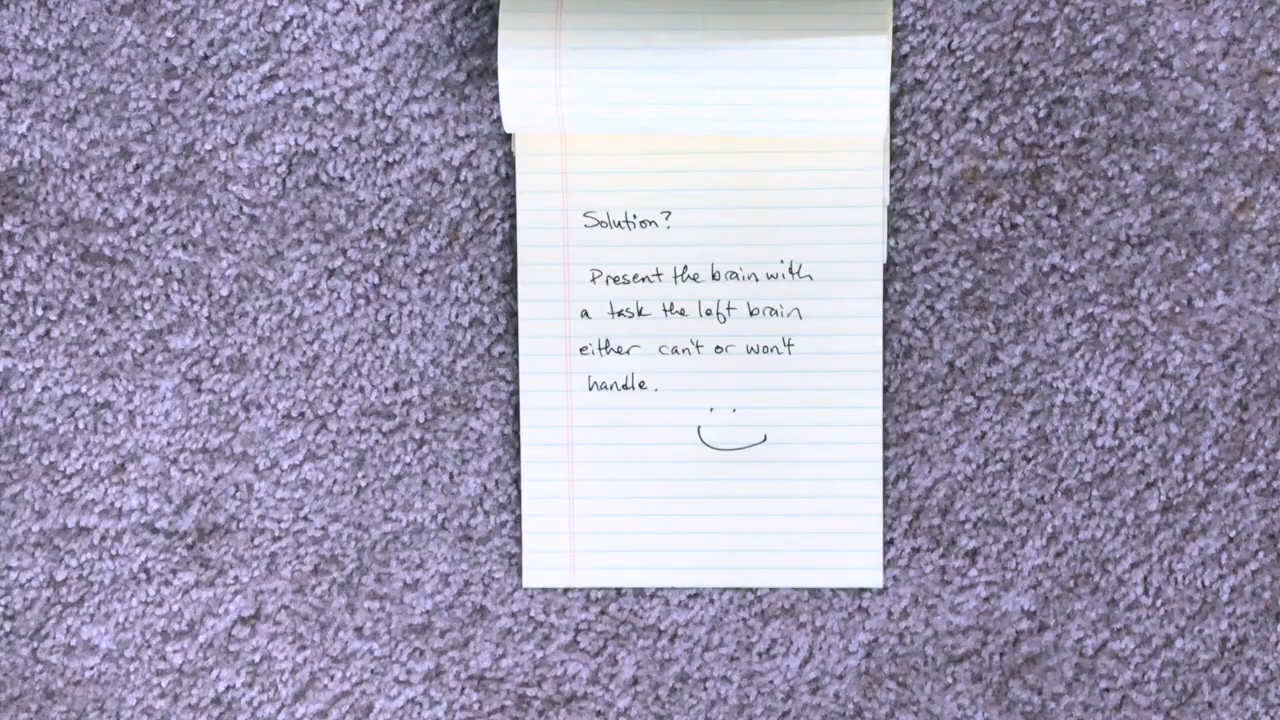 Solution?
Present the brain with
a task the left brain
either can't or won't
handle.